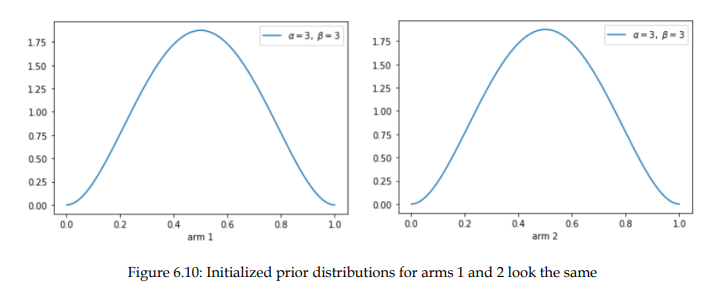 α=3, β=3
1.75
1.50
1.25
1.00
0.75
0.50
0.25
0.00
0.0 0.2 0.4 0.6 0.8 1.0
arm 1
α=3, β=3
1.75
1.50
1.25
1.00
0.75
0.50
0.25
0.00
0.0 0.2 0.4 0.6 0.8 1.0
arm 2
Figure 6.10: Initialized prior distributions for arms 1 and 2 look the same